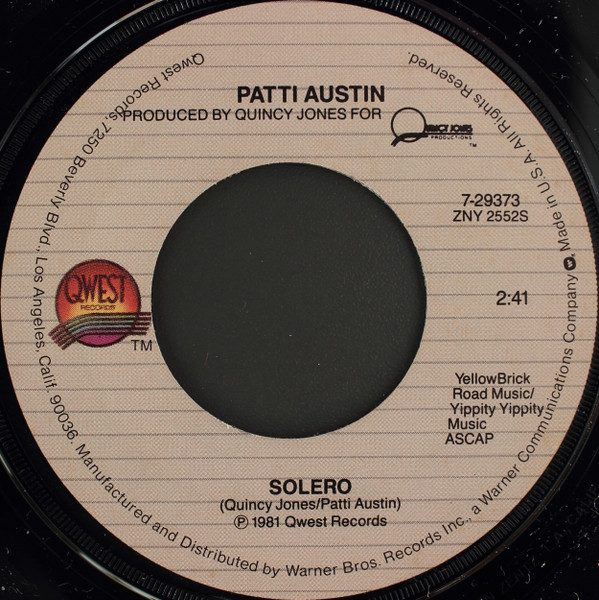 PATTI AUSTIN
PRODUCED BY QUINCY JONES FOR
QUINCY JONES
PRODUCTIONS
TM
7-29373
ZNY 2552S
QWEST
RECORDS
TM
2:41
YellowBrick
Road Music/
Yippity Yippity
Music
ASCAP
SOLERO
(Quincy Jones/Patti Austin)
℗ 1981 Qwest Records
Qwest Records, 7250 Beverly Blvd., Los Angeles, Calif. 90036. Manufactured and Distributed by Warner Bros. Records Inc., a Warner Communications Company Made in U.S.A. All Rights Reserved.